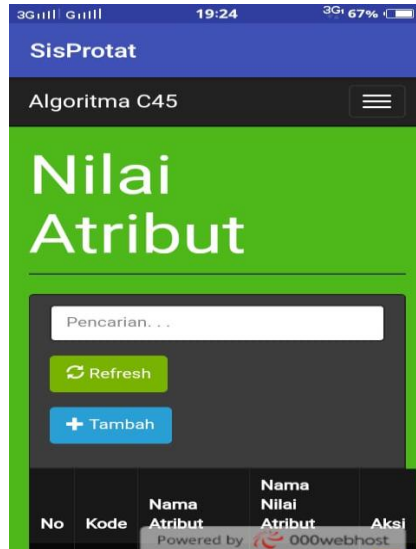 3G G 19:24 3G 67%
SisProtat
Algoritma C45
Nilai
Atribut
Pencarian. . .
Refresh
Tambah
No Kode Nama Atribut Nama Nilai Atribut Aksi
Powered by 000webhost